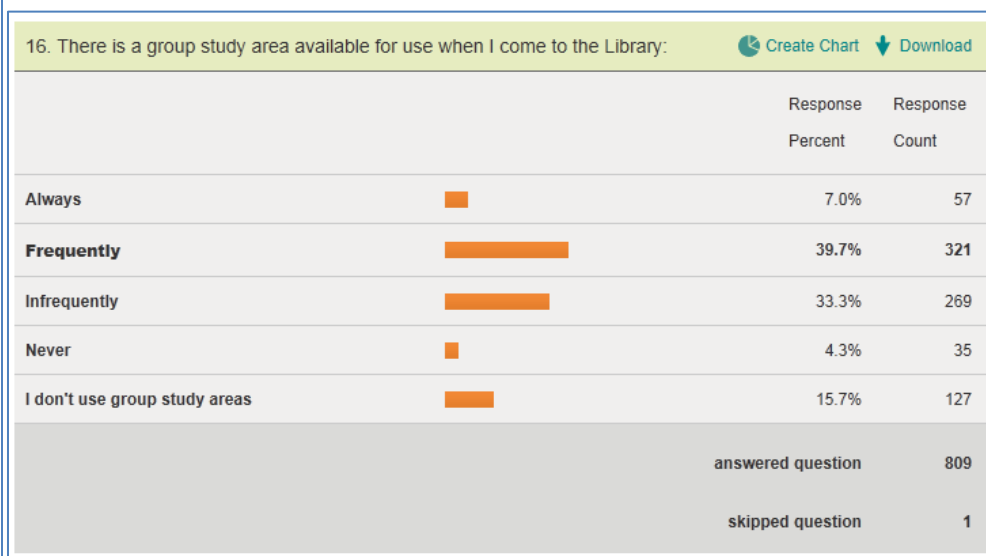 16. There is a group study area available for use when I come to the Library: Create Chart Download
Response Response
Percent Count
Always 7.0% 57
Frequently 39.7% 321
Infrequently 33.3% 269
Never 4.3% 35
I don't use group study areas 15.7% 127
answered question 809
skipped question 1